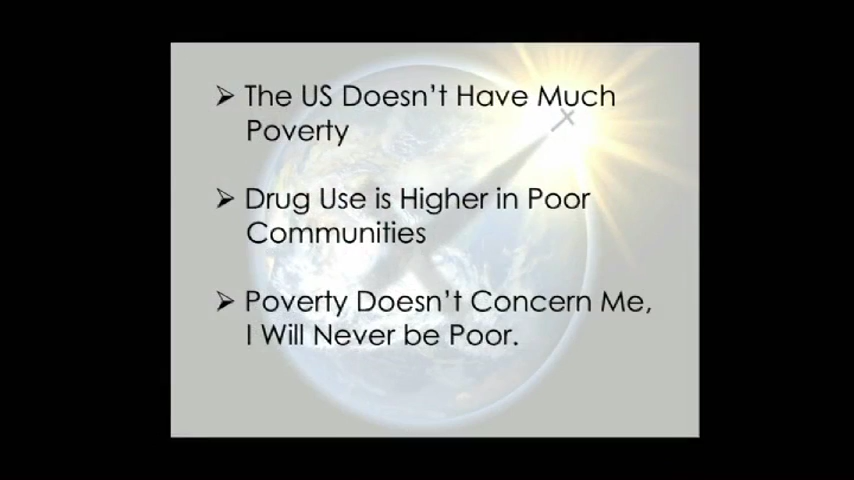 ➢ The US Doesn't Have Much
Poverty
➢ Drug Use is Higher in Poor
Communities
➢ Poverty Doesn't Concern Me,
I Will Never be Poor.